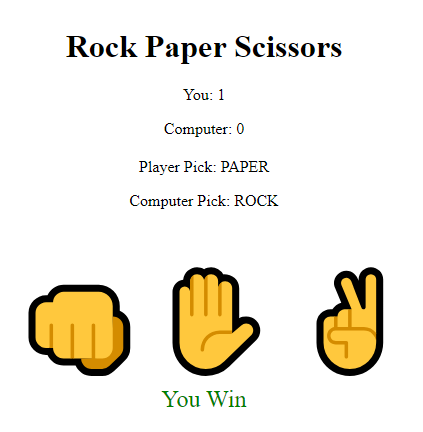 Rock Paper Scissors
You: 1
Computer: 0
Player Pick: PAPER
Computer Pick: ROCK
You Win